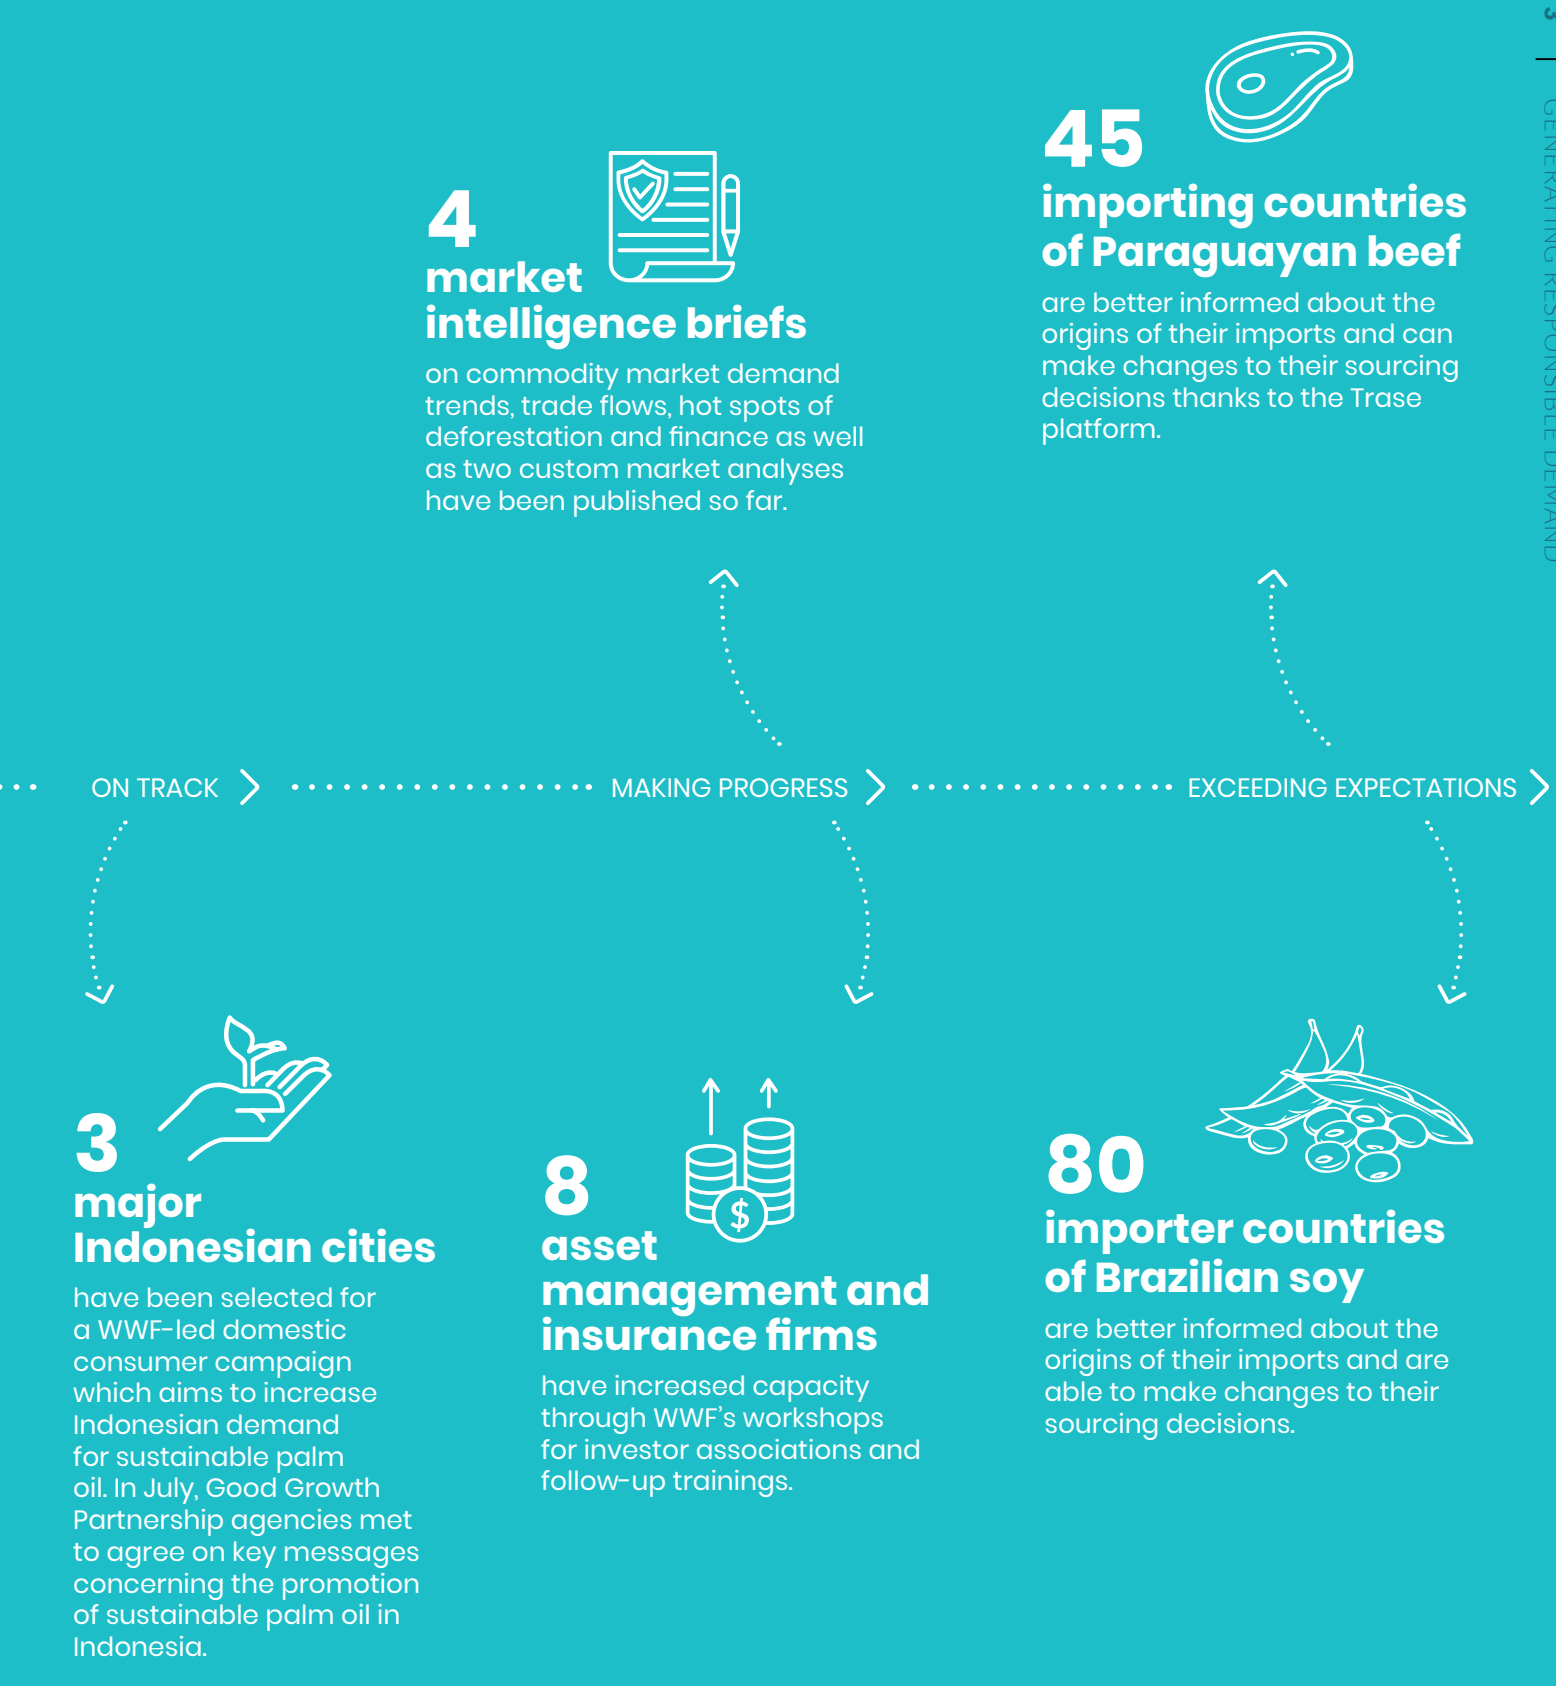 3
GENERATING RESPONSIBLE DEMAND
45
importing countries
of Paraguayan beef
are better informed about the
origins of their imports and can
make changes to their sourcing
decisions thanks to the Trase
platform.
4
market
intelligence briefs
on commodity market demand
trends, trade flows, hot spots of
deforestation and finance as well
as two custom market analyses
have been published so far.
ON TRACK
MAKING PROGRESS
EXCEEDING EXPECTATIONS
3
major
Indonesian cities
have been selected for
a WWF-led domestic
consumer campaign
which aims to increase
Indonesian demand
for sustainable palm
oil. In July, Good Growth
Partnership agencies met
to agree on key messages
concerning the promotion
of sustainable palm oil in
Indonesia.
$
8
asset
management and
insurance firms
have increased capacity
through WWF's workshops
for investor associations and
follow-up trainings.
80
importer countries
of Brazilian soy
are better informed about the
origins of their imports and are
able to make changes to their
sourcing decisions.